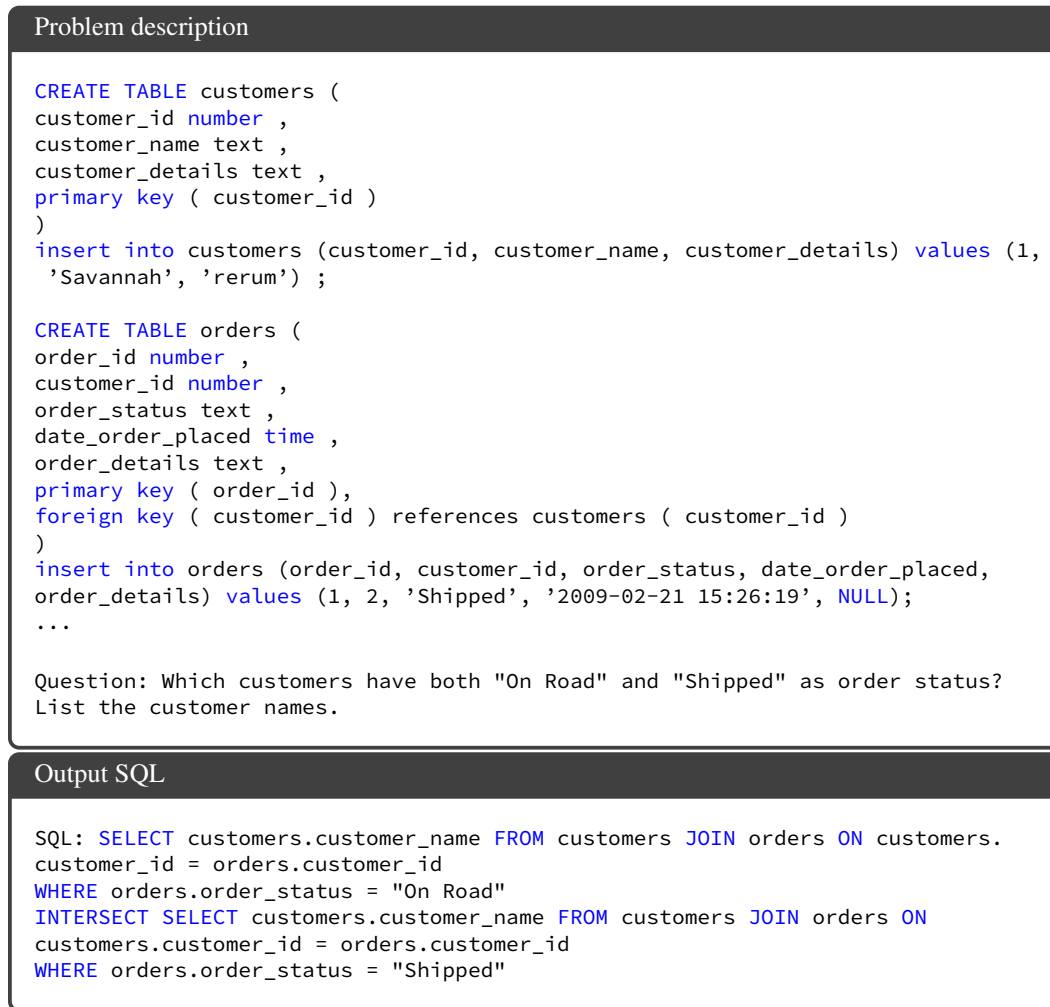 Problem description
CREATE TABLE customers (
customer_id number ,
customer_name text ,
customer_details text ,
primary key ( customer_id )
)
insert into customers (customer_id, customer_name, customer_details) values (1,
 ’Savannah’, ’rerum’) ;
CREATE TABLE orders (
order_id number ,
customer_id number ,
order_status text ,
date_order_placed time ,
order_details text ,
primary key ( order_id ),
foreign key ( customer_id ) references customers ( customer_id )
)
insert into orders (order_id, customer_id, order_status, date_order_placed,
order_details) values (1, 2, ’Shipped’, ’2009-02-21 15:26:19’, NULL);
...
Question: Which customers have both "On Road" and "Shipped" as order status?
List the customer names.
Output SQL
SQL: SELECT customers.customer_name FROM customers JOIN orders ON customers.
customer_id = orders.customer_id
WHERE orders.order_status = "On Road"
INTERSECT SELECT customers.customer_name FROM customers JOIN orders ON
customers.customer_id = orders.customer_id
WHERE orders.order_status = "Shipped"